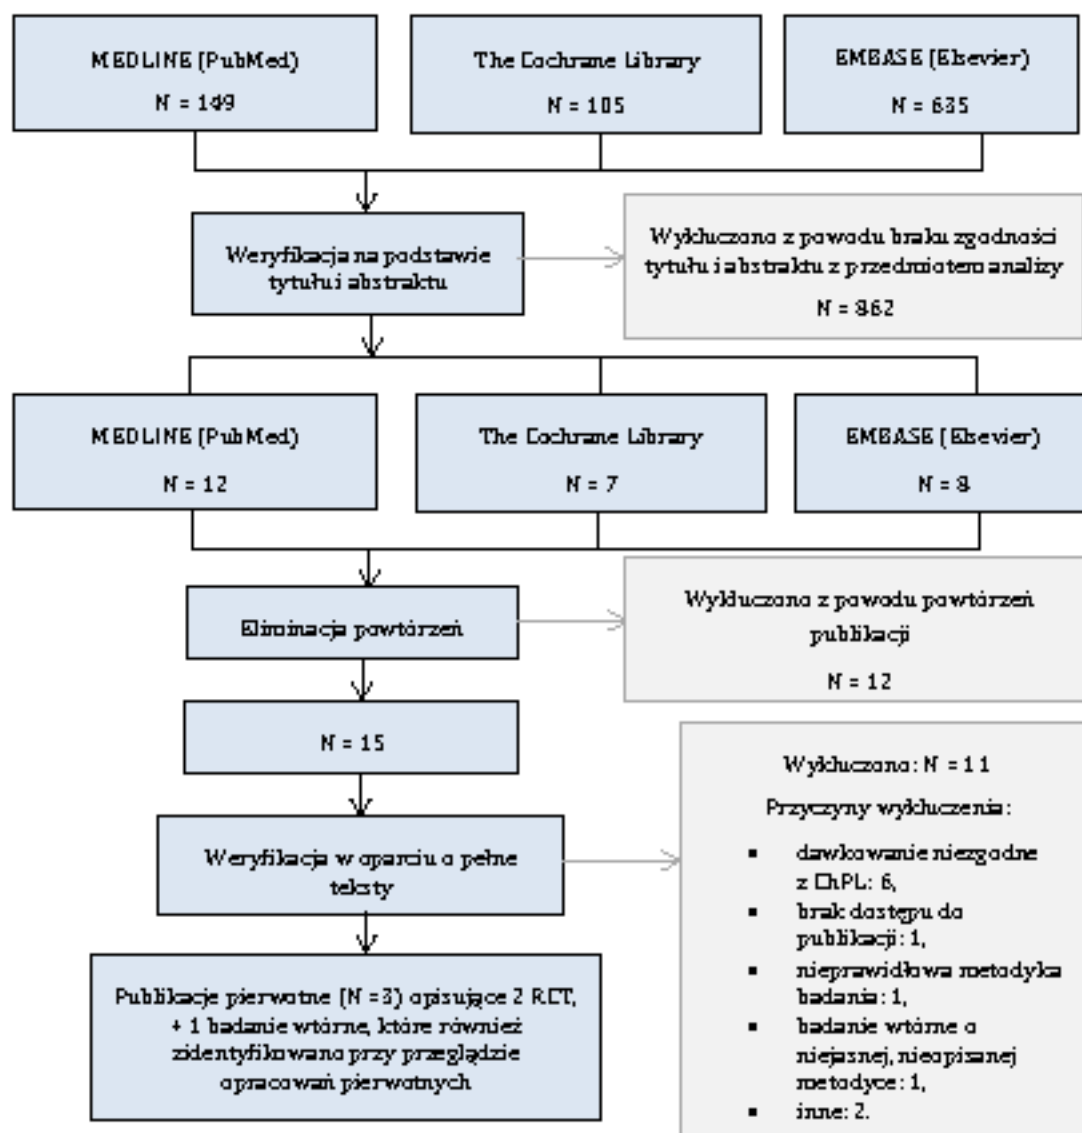 MEDLINE (PubMed)
N = 149
The Cochrane Library
N = 105
EMBASE (Elsevier)
N = 635
Weryfikacja na podstawie
tytułu i abstraktu
Wykluczono z powodu braku zgodności
tytułu i abstraktu z przedmiotem analizy
N = 862
MEDLINE (PubMed)
N = 12
The Cochrane Library
N = 7
EMBASE (Elsevier)
N = 8
Eliminacja powtórzeń
Wykluczono z powodu powtórzeń
publikacji
N = 12
N = 15
Weryfikacja w oparciu o pełne
teksty
Wykluczono: N = 11
Przyczyny wykluczenia:
▪ dawkowanie niezgodne
z ChPL: 6,
▪ brak dostępu do
publikacji: 1,
▪ nieprawidłowa metodyka
badania: 1,
▪ badanie wtórne o
niejasnej, nieopisanej
metodyce: 1,
▪ inne: 2.
Publikacje pierwotne (N =3) opisujące 2 RCT,
+ 1 badanie wtórne, które również
zidentyfikowano przy przeglądzie
opracowań pierwotnych